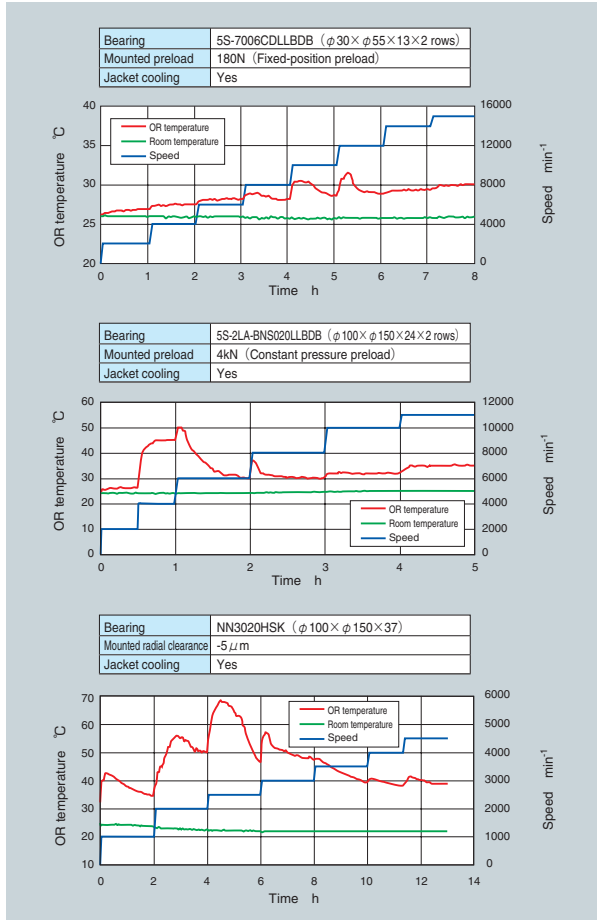 Bearing 5S-7006CDLLBDB（φ30×φ55×13×2 rows）
Mounted preload 180N（Fixed-position preload）
Jacket cooling Yes
OR temperature ℃
40
35
30
25
20
OR temperature
Room temperature
Speed
16000
12000
8000
4000
0
Speed min-1
0 1 2 3 4 5 6 7 8
Time h
Bearing 5S-2LA-BNS020LLBDB（φ100×φ150×24×2 rows）
Mounted preload 4kN（Constant pressure preload）
Jacket cooling Yes
OR temperature ℃
60
50
40
30
20
10
0
OR temperature
Room temperature
Speed
12000
10000
8000
6000
4000
2000
0
Speed min-1
0 1 2 3 4 5
Time h
Bearing NN3020HSK（φ100×φ150×37）
Mounted radial clearance -5μm
Jacket cooling Yes
OR temperature ℃
70
60
50
40
30
20
10
OR temperature
Room temperature
Speed
6000
5000
4000
3000
2000
1000
0
Speed min-1
0 2 4 6 8 10 12 14
Time h